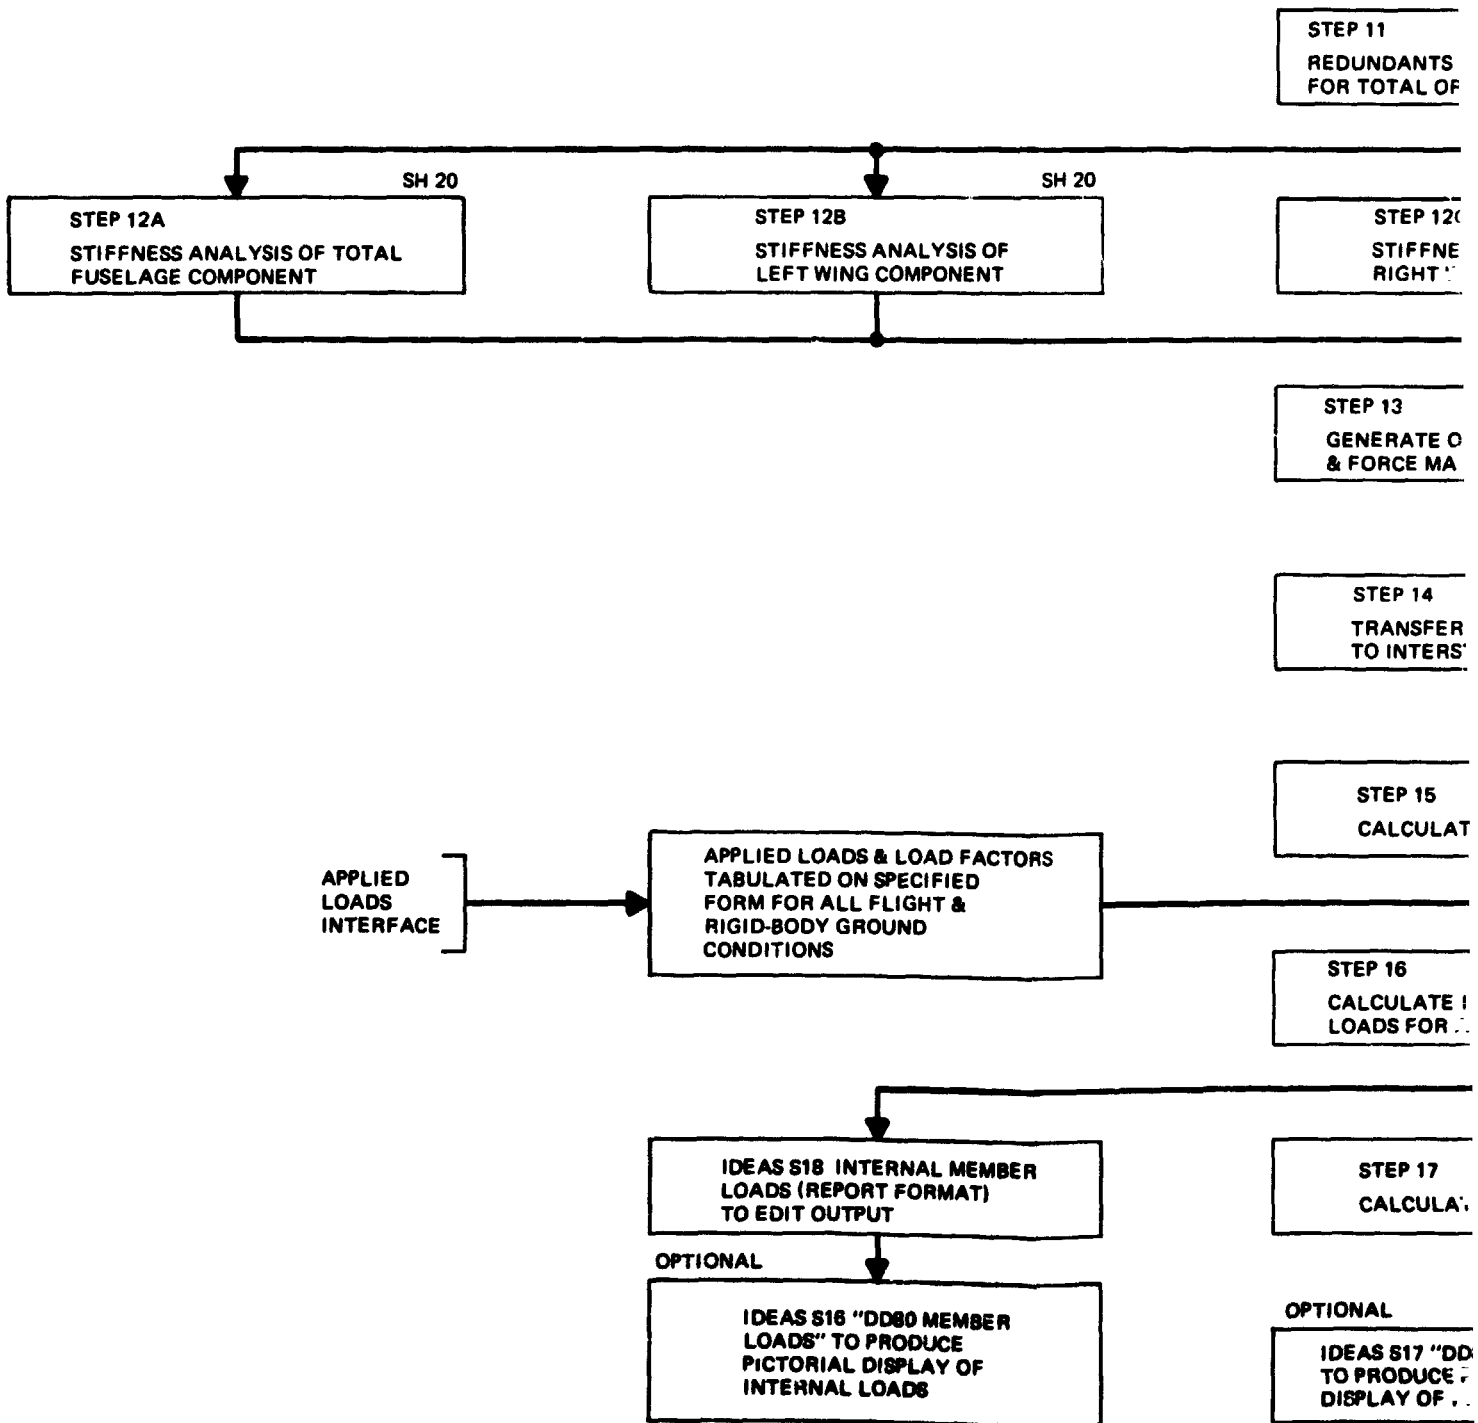 STEP 11
REDUNDANTS
FOR TOTAL
SH 20
SH 20
STEP 12A
STIFFNESS ANALYSIS OF TOTAL
FUSELAGE COMPONENT
STEP 12B
STIFFNESS ANALYSIS OF
LEFT WING COMPONENT
STEP
STIFFNE
RIGHT
STEP 13
GENERATE
& FORCE MA
STEP 14
TRANSFER
TO INTERS
STEP 15
CALCULAT
APPLIED
LOADS
INTERFACE
APPLIED LOADS & LOAD FACTORS
TABULATED ON SPECIFIED
FORM FOR ALL FLIGHT &
RIGID-BODY GROUND
CONDITIONS
STEP 16
CALCULATE
LOADS FOR
IDEAS S18 INTERNAL MEMBER
LOADS (REPORT FORMAT)
TO EDIT OUTPUT
STEP 17
CALCULA
OPTIONAL
IDEAS S16 "DD80 MEMBER
LOADS" TO PRODUCE
PICTORIAL DISPLAY OF
INTERNAL LOADS
OPTIONAL
IDEAS S17 "DD
TO PRODUCE
DISPLAY OF